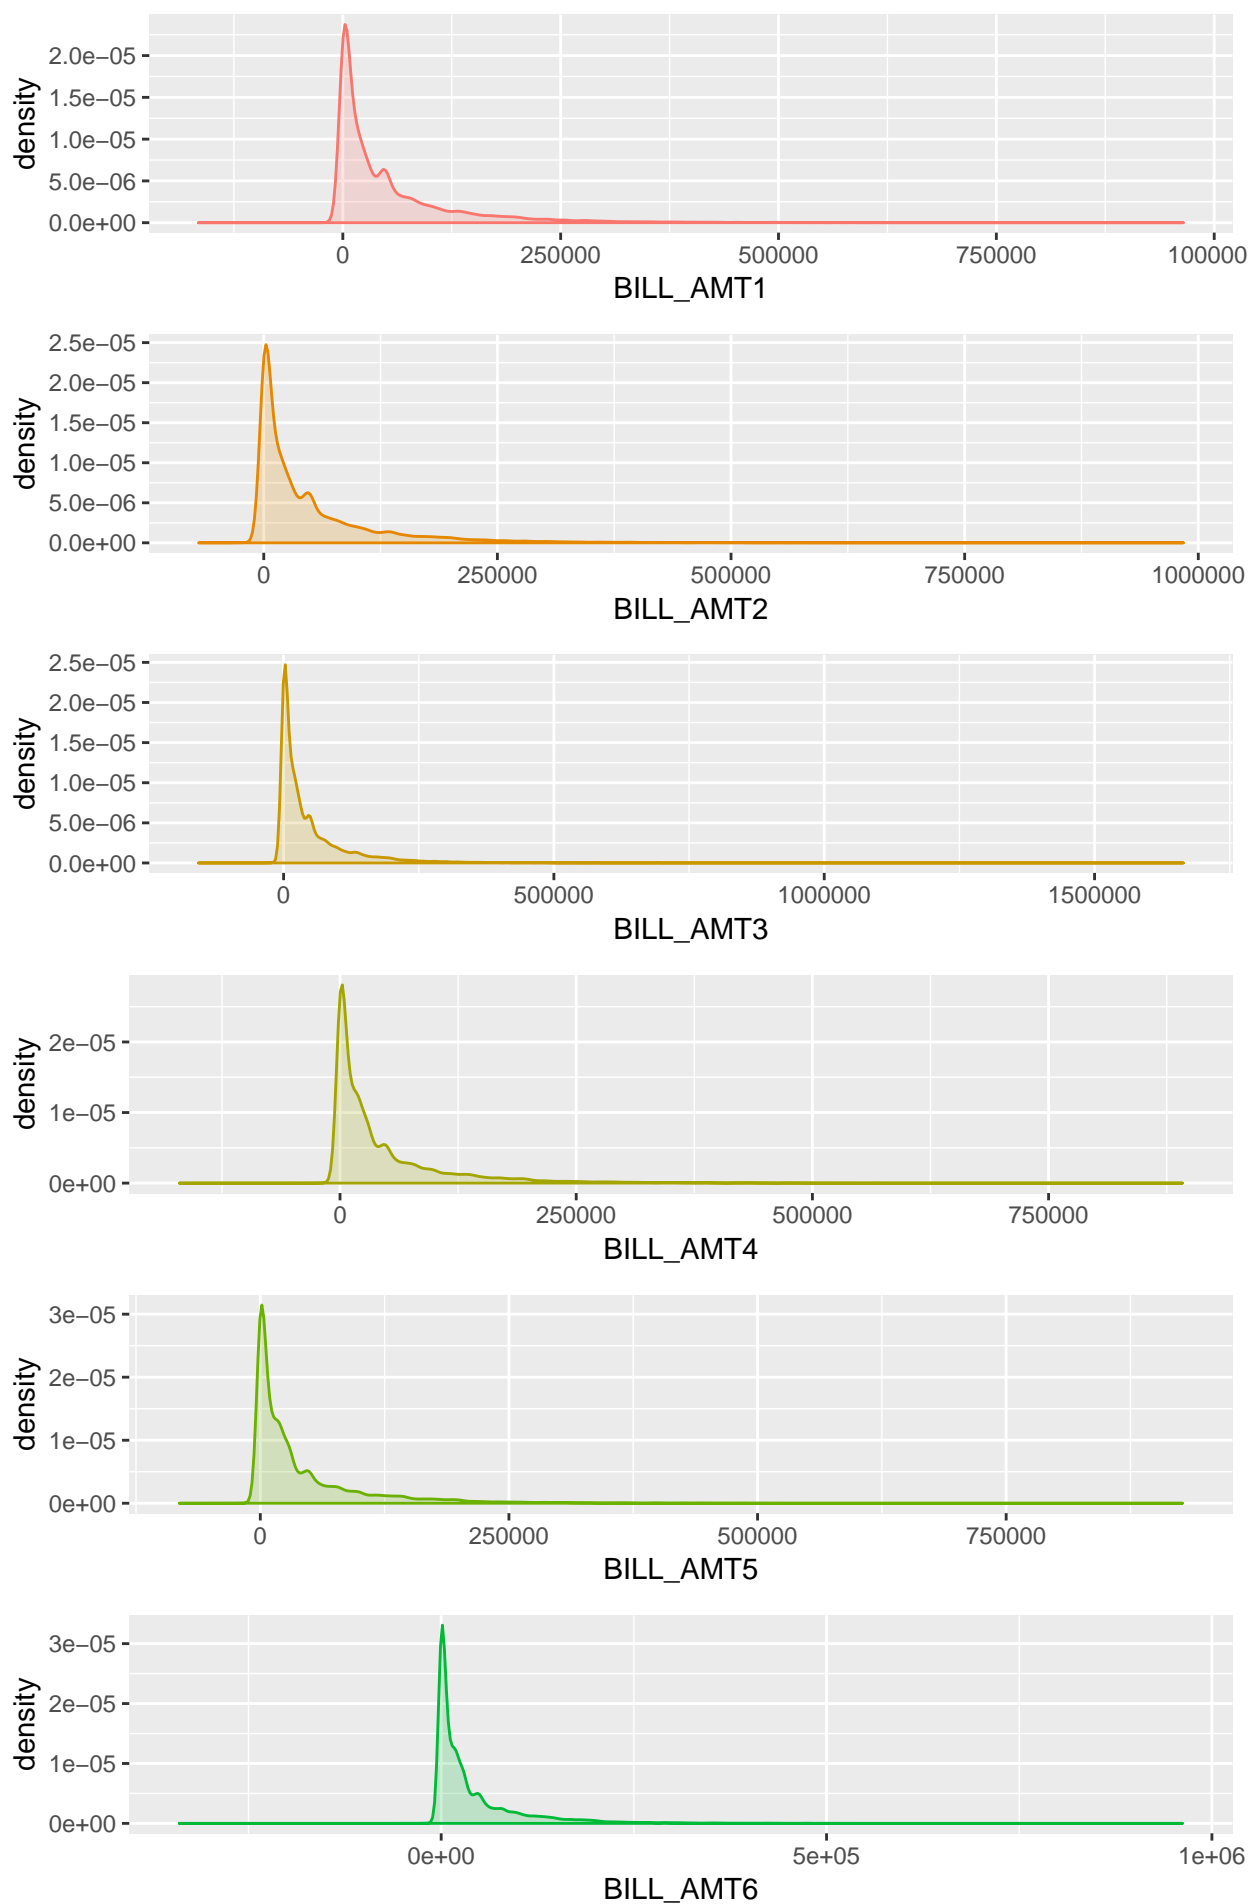 density
2.0e−05
1.5e−05
1.0e−05
5.0e−06
0.0e+00
0 250000 500000 750000 100000
BILL_AMT1
density
2.5e−05
2.0e−05
1.5e−05
1.0e−05
5.0e−06
0.0e+00
0 250000 500000 750000 1000000
BILL_AMT2
density
2.5e−05
2.0e−05
1.5e−05
1.0e−05
5.0e−06
0.0e+00
0 500000 1000000 1500000
BILL_AMT3
density
2e−05
1e−05
0e+00
0 250000 500000 750000
BILL_AMT4
density
3e−05
2e−05
1e−05
0e+00
0 250000 500000 750000
BILL_AMT5
density
3e−05
2e−05
1e−05
0e+00
0e+00 5e+05 1e+06
BILL_AMT6